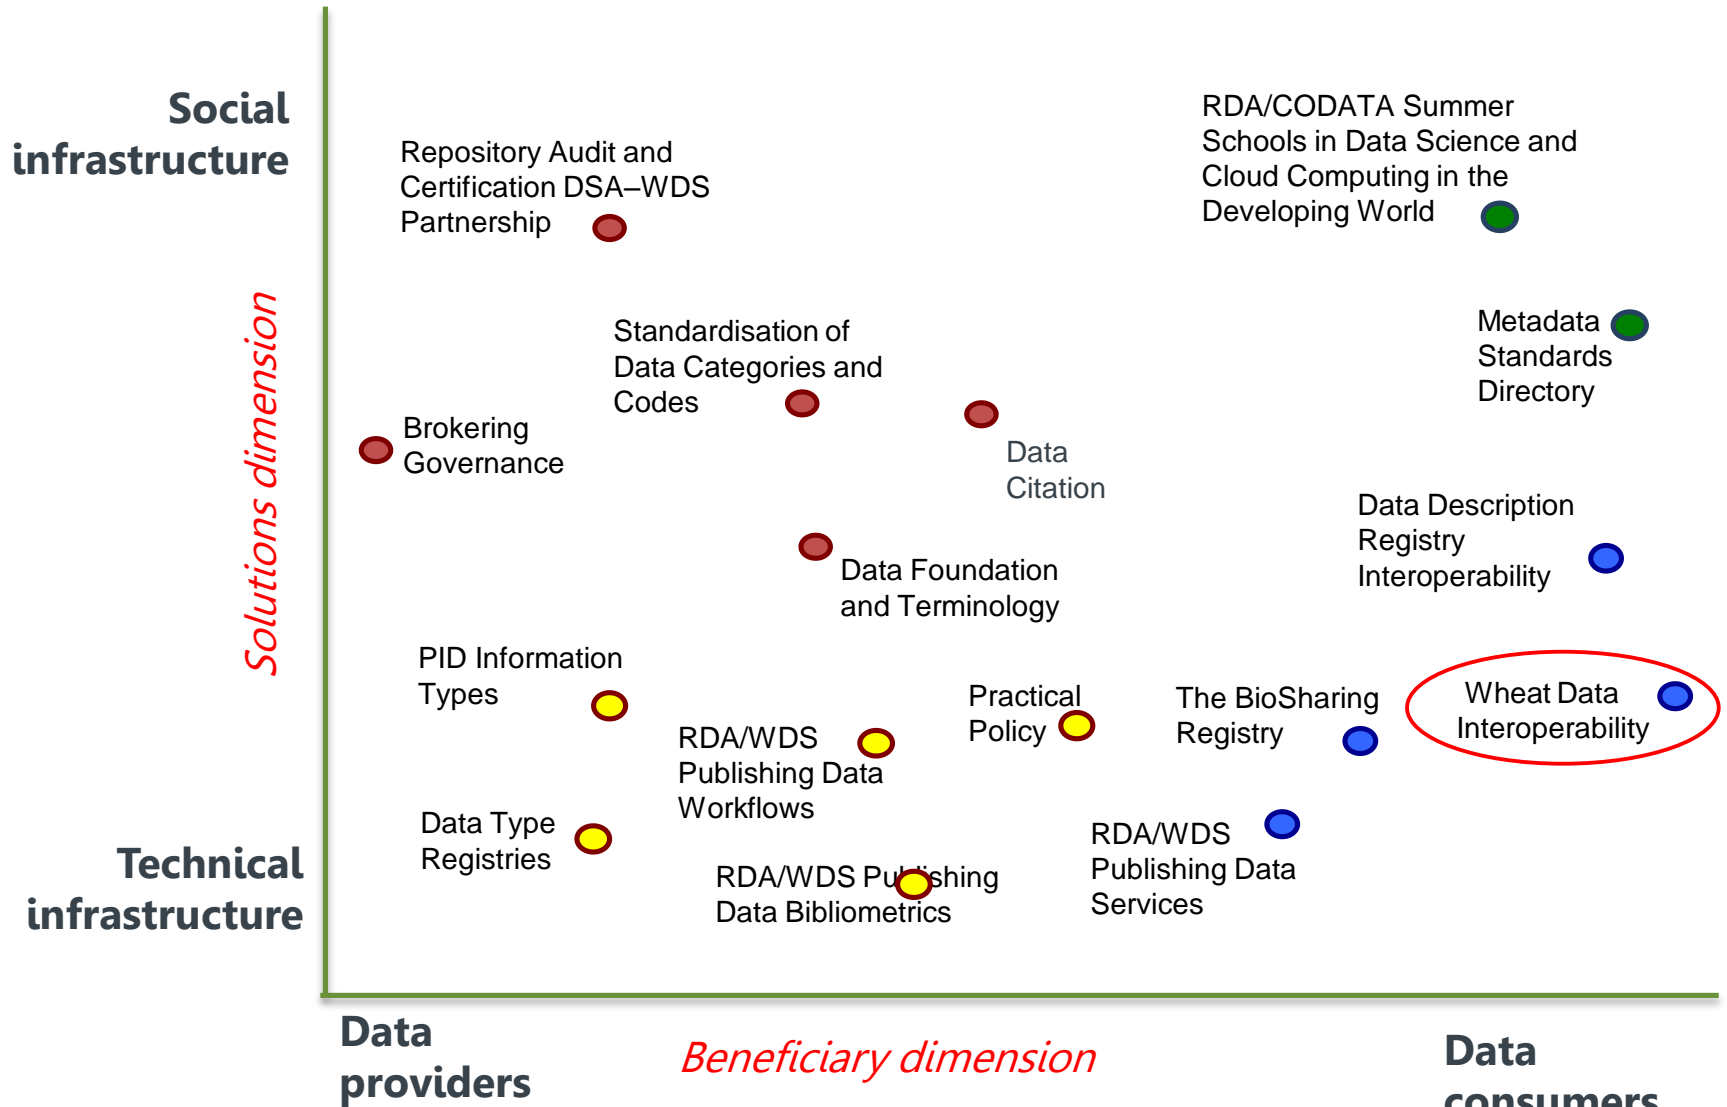 Social
infrastructure
RDA/CODATA Summer
Schools in Data Science and
Cloud Computing in the
Developing World
Repository Audit and
Certification DSA–WDS
Partnership
Solutions dimension
Standardisation of
Data Categories and
Codes
Metadata
Standards
Directory
Brokering
Governance
Data
Citation
Data Description
Registry
Interoperability
Data Foundation
and Terminology
PID Information
Types
Practical
Policy
The BioSharing
Registry
Wheat Data
Interoperability
RDA/WDS
Publishing Data
Workflows
Data Type
Registries
RDA/WDS
Publishing Data
Services
RDA/WDS Publishing
Data Bibliometrics
Technical
infrastructure
Data
providers
Beneficiary dimension
Data
consumers